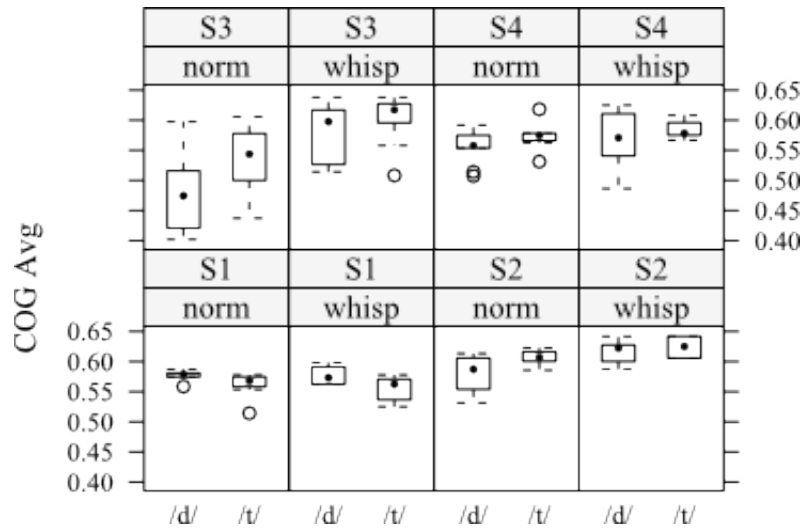 S3 S3 S4 S4
norm whisp norm whisp
0.65
0.60
0.55
0.50
0.45
0.40
COG Avg
S1 S1 S2 S2
norm whisp norm whisp
0.65
0.60
0.55
0.50
0.45
0.40
/d/ /t/ /d/ /t/ /d/ /t/ /d/ /t/